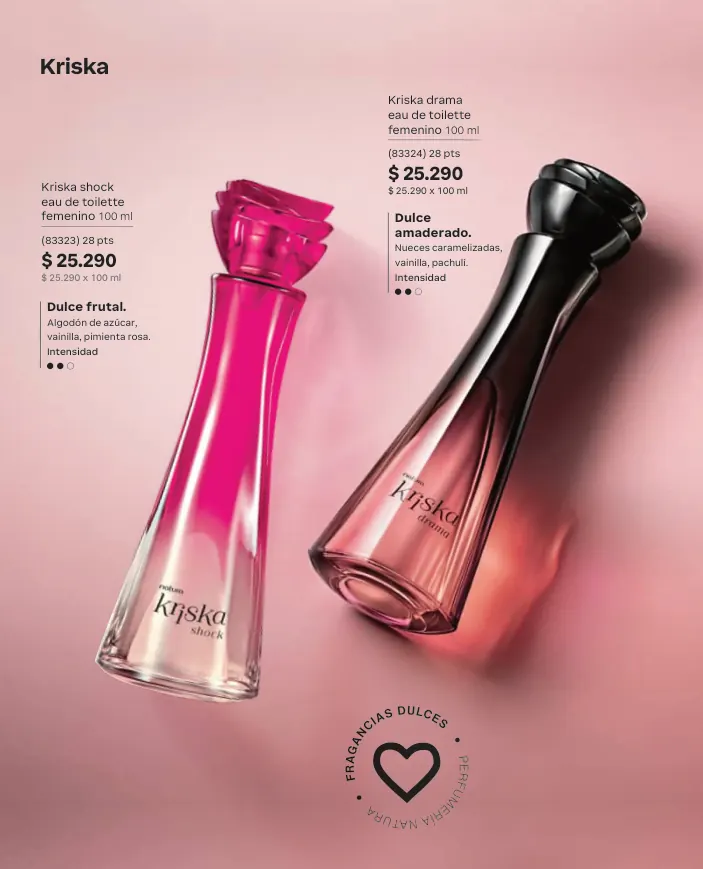 Kriska
Kriska drama
eau de toilette
femenino 100 ml
(83324) 28 pts
$ 25.290
$ 25.290 x 100 ml
Dulce
amaderado.
Nueces caramelizadas,
vainilla, pachuli.
Intensidad
Kriska shock
eau de toilette
femenino 100 ml
(83323) 28 pts
$ 25.290
$ 25.290 x 100 ml
Dulce frutal.
Algodón de azúcar,
vainilla, pimienta rosa.
Intensidad
natura
kriska
drama
natura
kriska
shock
FRAGANCIAS DULCES
PERFUMERÍA NATURA